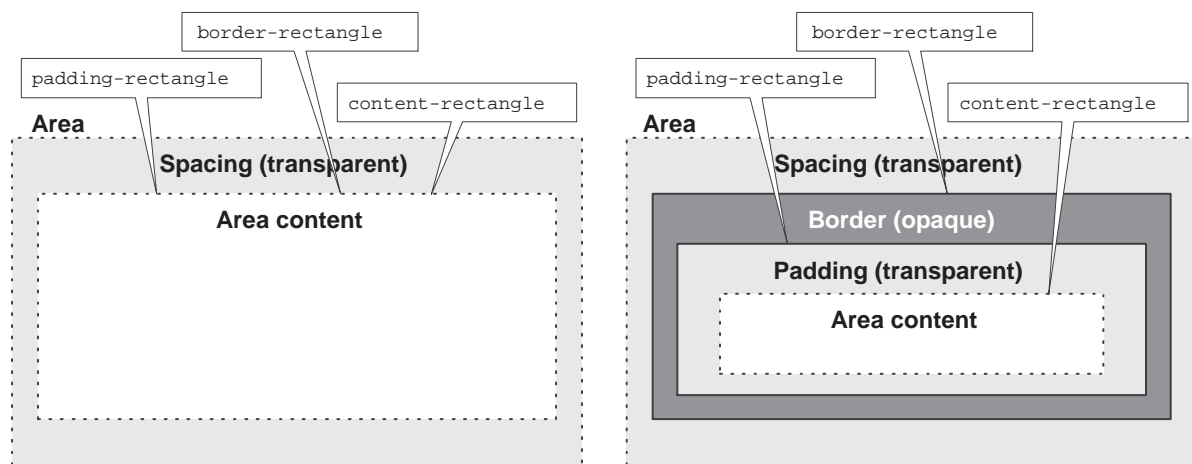 border-rectangle
padding-rectangle
content-rectangle
Area
Spacing (transparent)
Area content
border-rectangle
padding-rectangle
content-rectangle
Area
Spacing (transparent)
Border (opaque)
Padding (transparent)
Area content